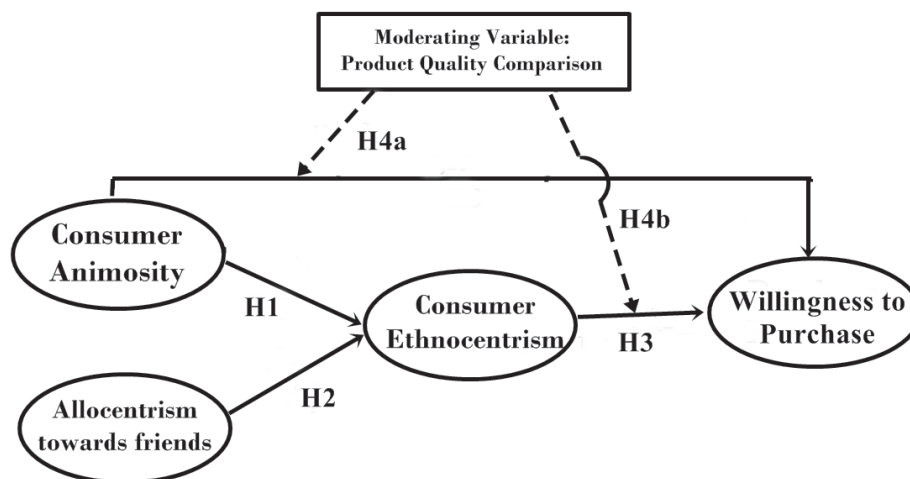 Moderating Variable:
Product Quality Comparison
H4a
H4b
Consumer
Animosity
H1
Consumer
Ethnocentrism
H3
Willingness to
Purchase
H2
Allocentrism
towards friends